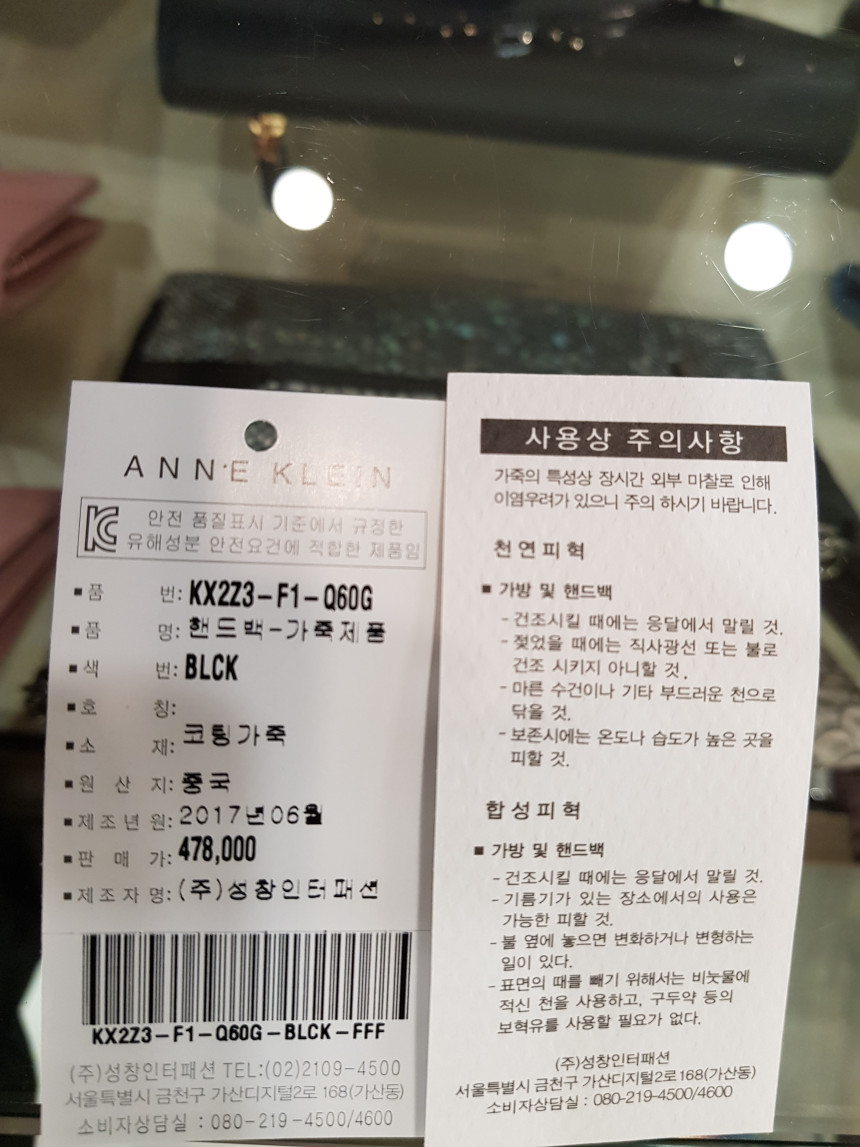 ANNE KLEIN
KC
안전 품질표시 기준에서 규정한
유해성분 안전요건에 적합한 제품임
■ 품 번: KX2Z3-F1-Q60G
■ 품 명: 핸드백-가죽제품
■ 색 번: BLCK
■ 호 칭:
■ 소 재: 코팅가죽
■ 원 산 지: 중국
■ 제조년원: 2017년06월
■ 판 매 가: 478,000
■ 제조자명: (주)성창인터패션
KX2Z3-F1-Q60G-BLCK-FFF
(주)성창인터패션 TEL:(02)2109-4500
서울특별시 금천구 가산디지털2로 168(가산동)
소비자상담실 : 080-219-4500/4600
사용상 주의사항
가죽의 특성상 장시간 외부 마찰로 인해
이염우려가 있으니 주의 하시기 바랍니다.
천연피혁
■ 가방 및 핸드백
- 건조시킬 때에는 응달에서 말릴 것.
- 젖었을 때에는 직사광선 또는 불로
건조 시키지 아니할 것.
- 마른 수건이나 기타 부드러운 천으로
닦을 것.
- 보존시에는 온도나 습도가 높은 곳을
피할 것.
합성피혁
■ 가방 및 핸드백
- 건조시킬 때에는 응달에서 말릴 것.
- 기름기가 있는 장소에서의 사용은
가능한 피할 것.
- 불 옆에 놓으면 변화하거나 변형하는
일이 있다.
- 표면의 때를 빼기 위해서는 비눗물에
적신 천을 사용하고, 구두약 등의
보혁유를 사용할 필요가 없다.
(주)성창인터패션
서울특별시 금천구 가산디지털2로 168(가산동)
소비자상담실 : 080-219-4500/4600